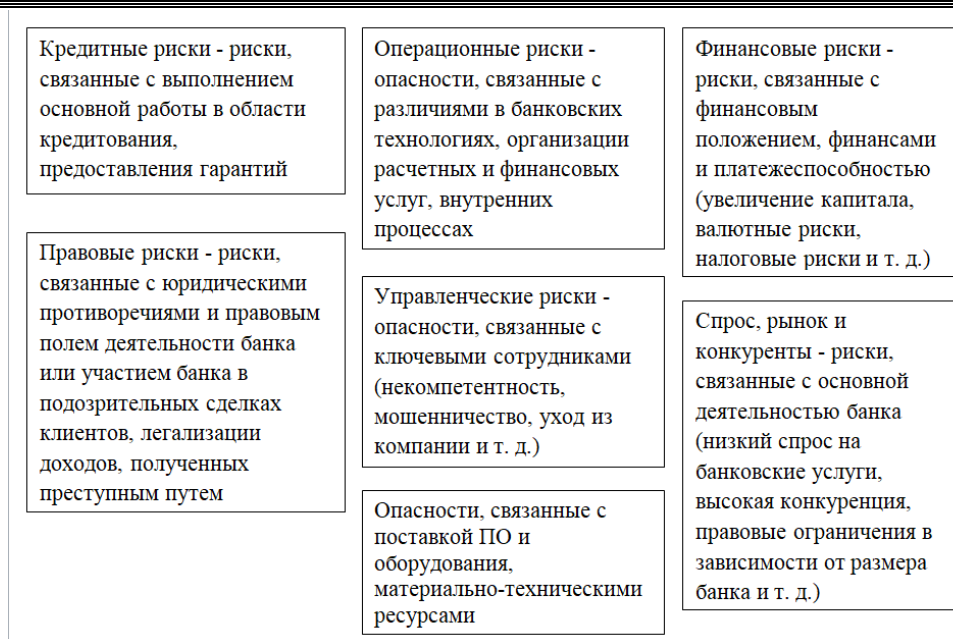 Кредитные риски - риски,
связанные с выполнением
основной работы в области
кредитования,
предоставления гарантий
Правовые риски - риски,
связанные с юридическими
противоречиями и правовым
полем деятельности банка
или участием банка в
подозрительных сделках
клиентов, легализации
доходов, полученных
преступным путем
Операционные риски -
опасности, связанные с
различиями в банковских
технологиях, организации
расчетных и финансовых
услуг, внутренних
процессах
Управленческие риски -
опасности, связанные с
ключевыми сотрудниками
(некомпетентность,
мошенничество, уход из
компании и т. д.)
Опасности, связанные с
поставкой ПО и
оборудования,
материально-техническими
ресурсами
Финансовые риски -
риски, связанные с
финансовым
положением, финансами
и платежеспособностью
(увеличение капитала,
валютные риски,
налоговые риски и т. д.)
Спрос, рынок и
конкуренты - риски,
связанные с основной
деятельностью банка
(низкий спрос на
банковские услуги,
высокая конкуренция,
правовые ограничения в
зависимости от размера
банка и т. д.)